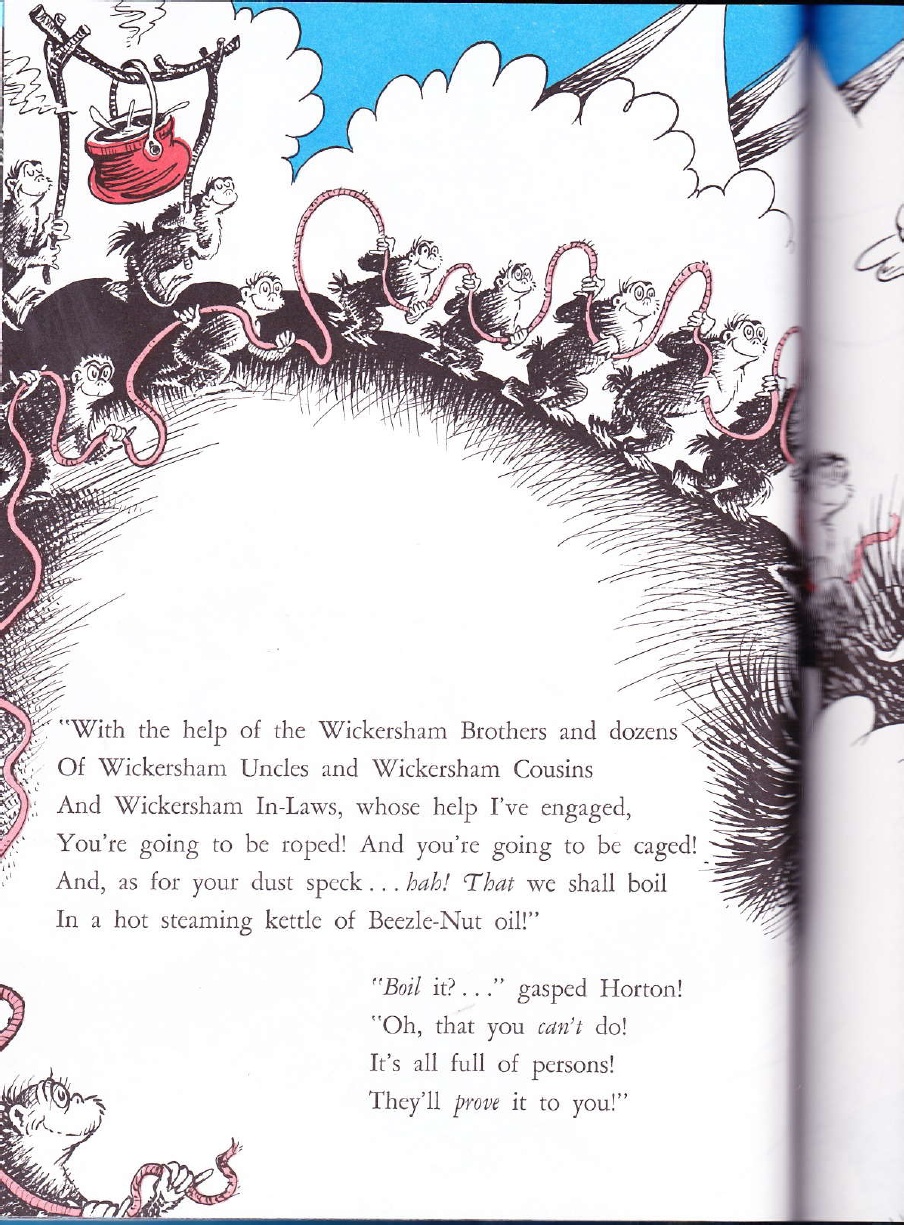 "With the help of the Wickersham Brothers and dozens
Of Wickersham Uncles and Wickersham Cousins
And Wickersham In-Laws, whose help I've engaged,
You're going to be roped! And you're going to be caged!
And, as for your dust speck . . . hah! That we shall boil
In a hot steaming kettle of Beezle-Nut oil!"
"Boil it? . . ." gasped Horton!
"Oh, that you can't do!
It's all full of persons!
They'll prove it to you!"